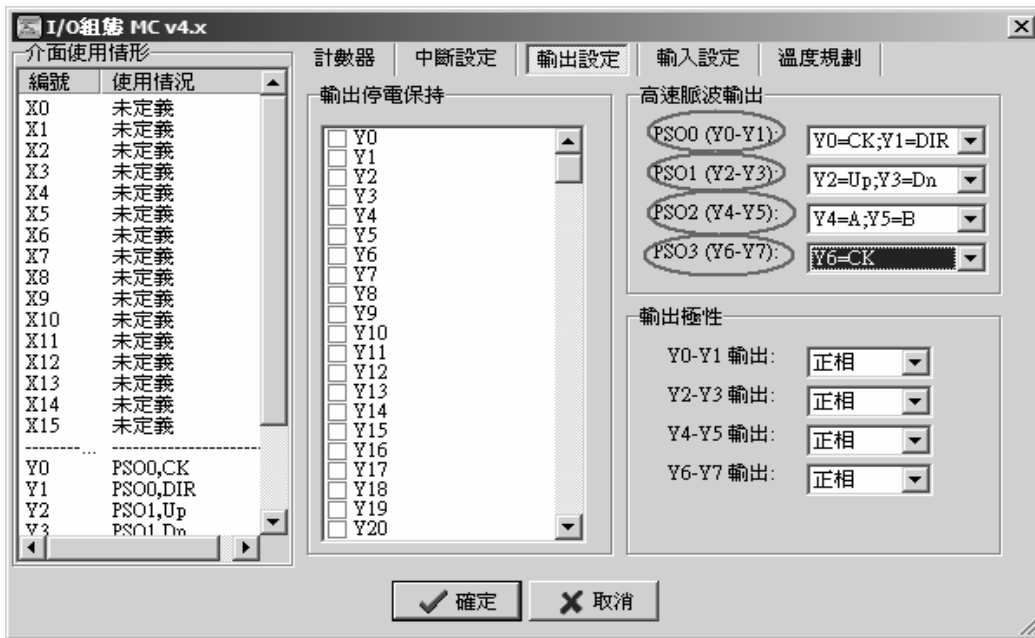 I/O組態 MC v4.x
介面使用情形
編號 使用情況
X0 未定義
X1 未定義
X2 未定義
X3 未定義
X4 未定義
X5 未定義
X6 未定義
X7 未定義
X8 未定義
X9 未定義
X10 未定義
X11 未定義
X12 未定義
X13 未定義
X14 未定義
X15 未定義
-------... ------------------
Y0 PSO0,CK
Y1 PSO0,DIR
Y2 PSO1,Up
Y3 PSO1,Dn
計數器 中斷設定 輸出設定 輸入設定 溫度規劃
輸出停電保持
Y0
Y1
Y2
Y3
Y4
Y5
Y6
Y7
Y8
Y9
Y10
Y11
Y12
Y13
Y14
Y15
Y16
Y17
Y18
Y19
Y20
高速脈波輸出
PSO0 (Y0-Y1): Y0=CK;Y1=DIR
PSO1 (Y2-Y3): Y2=Up;Y3=Dn
PSO2 (Y4-Y5): Y4=A;Y5=B
PSO3 (Y6-Y7): Y6=CK
輸出極性
Y0-Y1 輸出: 正相
Y2-Y3 輸出: 正相
Y4-Y5 輸出: 正相
Y6-Y7 輸出: 正相
確定 取消